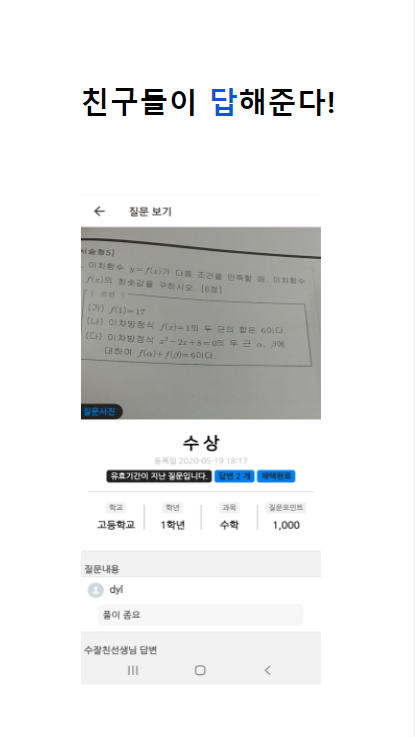 친구들이 답해준다!
질문 보기
서술형5]
이차함수 y=f(x)가 다음 조건을 만족할 때, 이차함수
f(x)의 최솟값을 구하시오. [6점]
조건
(가) f(1)=17
(나) 이차방정식 f(x)=1의 두 근의 합은 6이다.
(다) 이차방정식 x²-2x+8=0의 두 근 α, β에
대하여 f(α)+f(β)=6이다.
질문사진
수 상
등록일 2020-05-19 18:17
유효기간이 지난 질문입니다. 답변 2 개 채택완료
학교 학년 과목 질문포인트
고등학교 1학년 수학 1,000
질문내용
dyl
풀이 좀요
수잘친선생님 답변